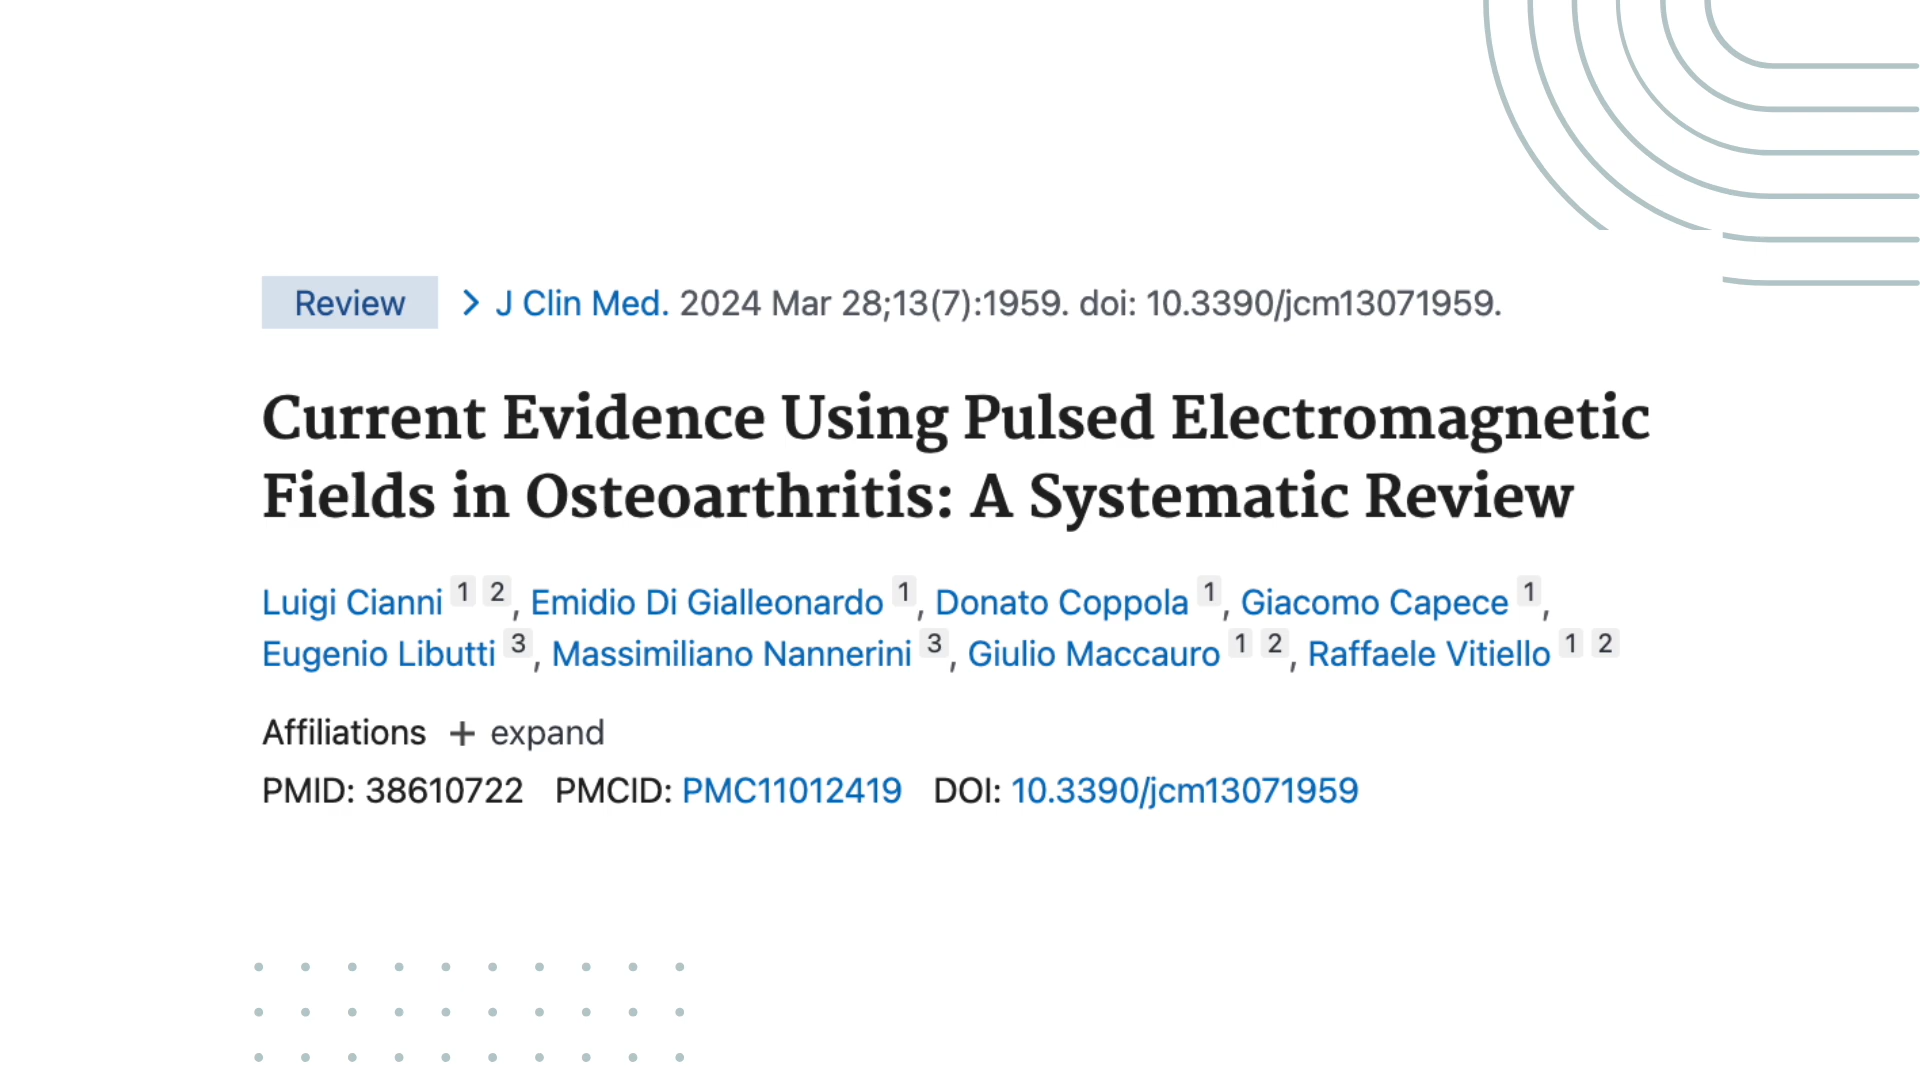 Review > J Clin Med. 2024 Mar 28;13(7):1959. doi: 10.3390/jcm13071959.
Current Evidence Using Pulsed Electromagnetic
Fields in Osteoarthritis: A Systematic Review
Luigi Cianni 1 2, Emidio Di Gialleonardo 1, Donato Coppola 1, Giacomo Capece 1,
Eugenio Libutti 3, Massimiliano Nannerini 3, Giulio Maccauro 1 2, Raffaele Vitiello 1 2
Affiliations + expand
PMID: 38610722 PMCID: PMC11012419 DOI: 10.3390/jcm13071959